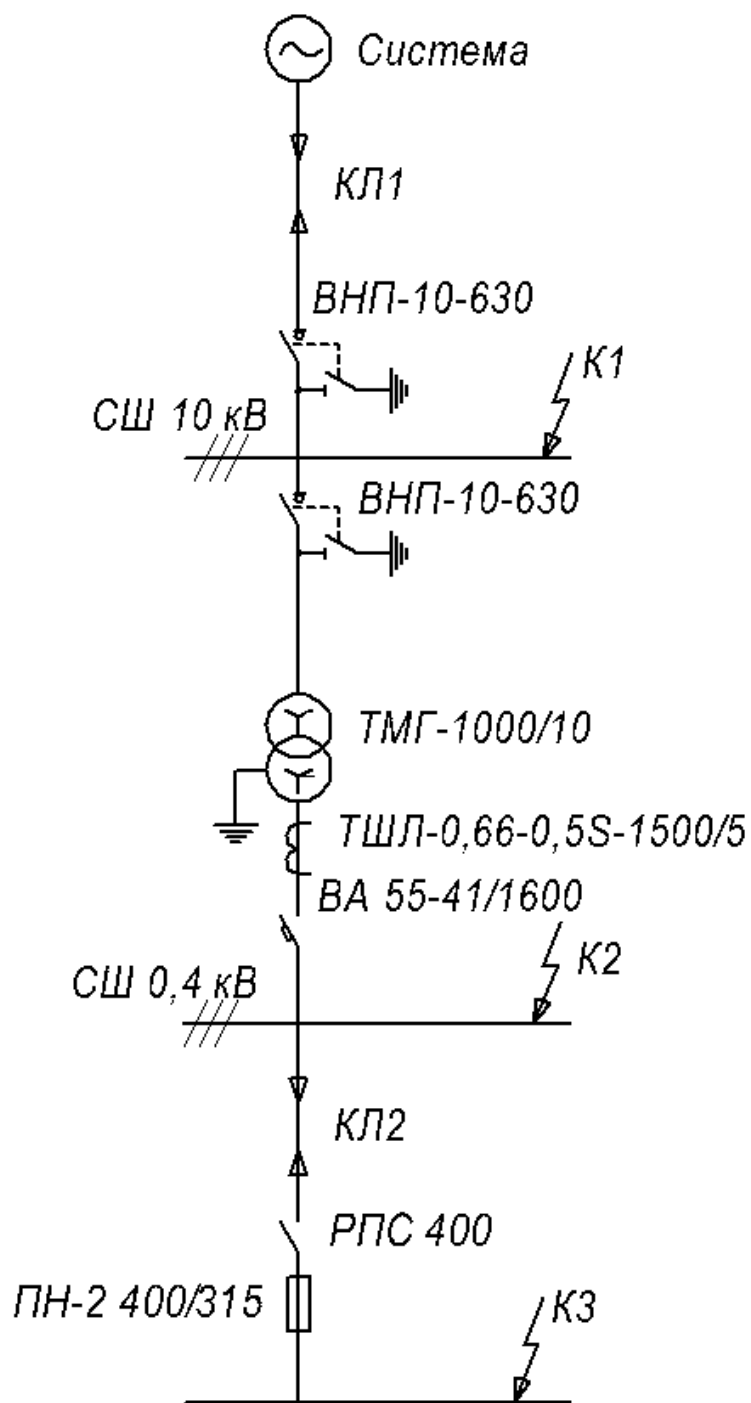 Система
КЛ1
ВНП-10-630
К1
СШ 10 кВ
ВНП-10-630
ТМГ-1000/10
ТШЛ-0,66-0,5S-1500/5
ВА 55-41/1600
К2
СШ 0,4 кВ
КЛ2
РПС 400
ПН-2 400/315
К3